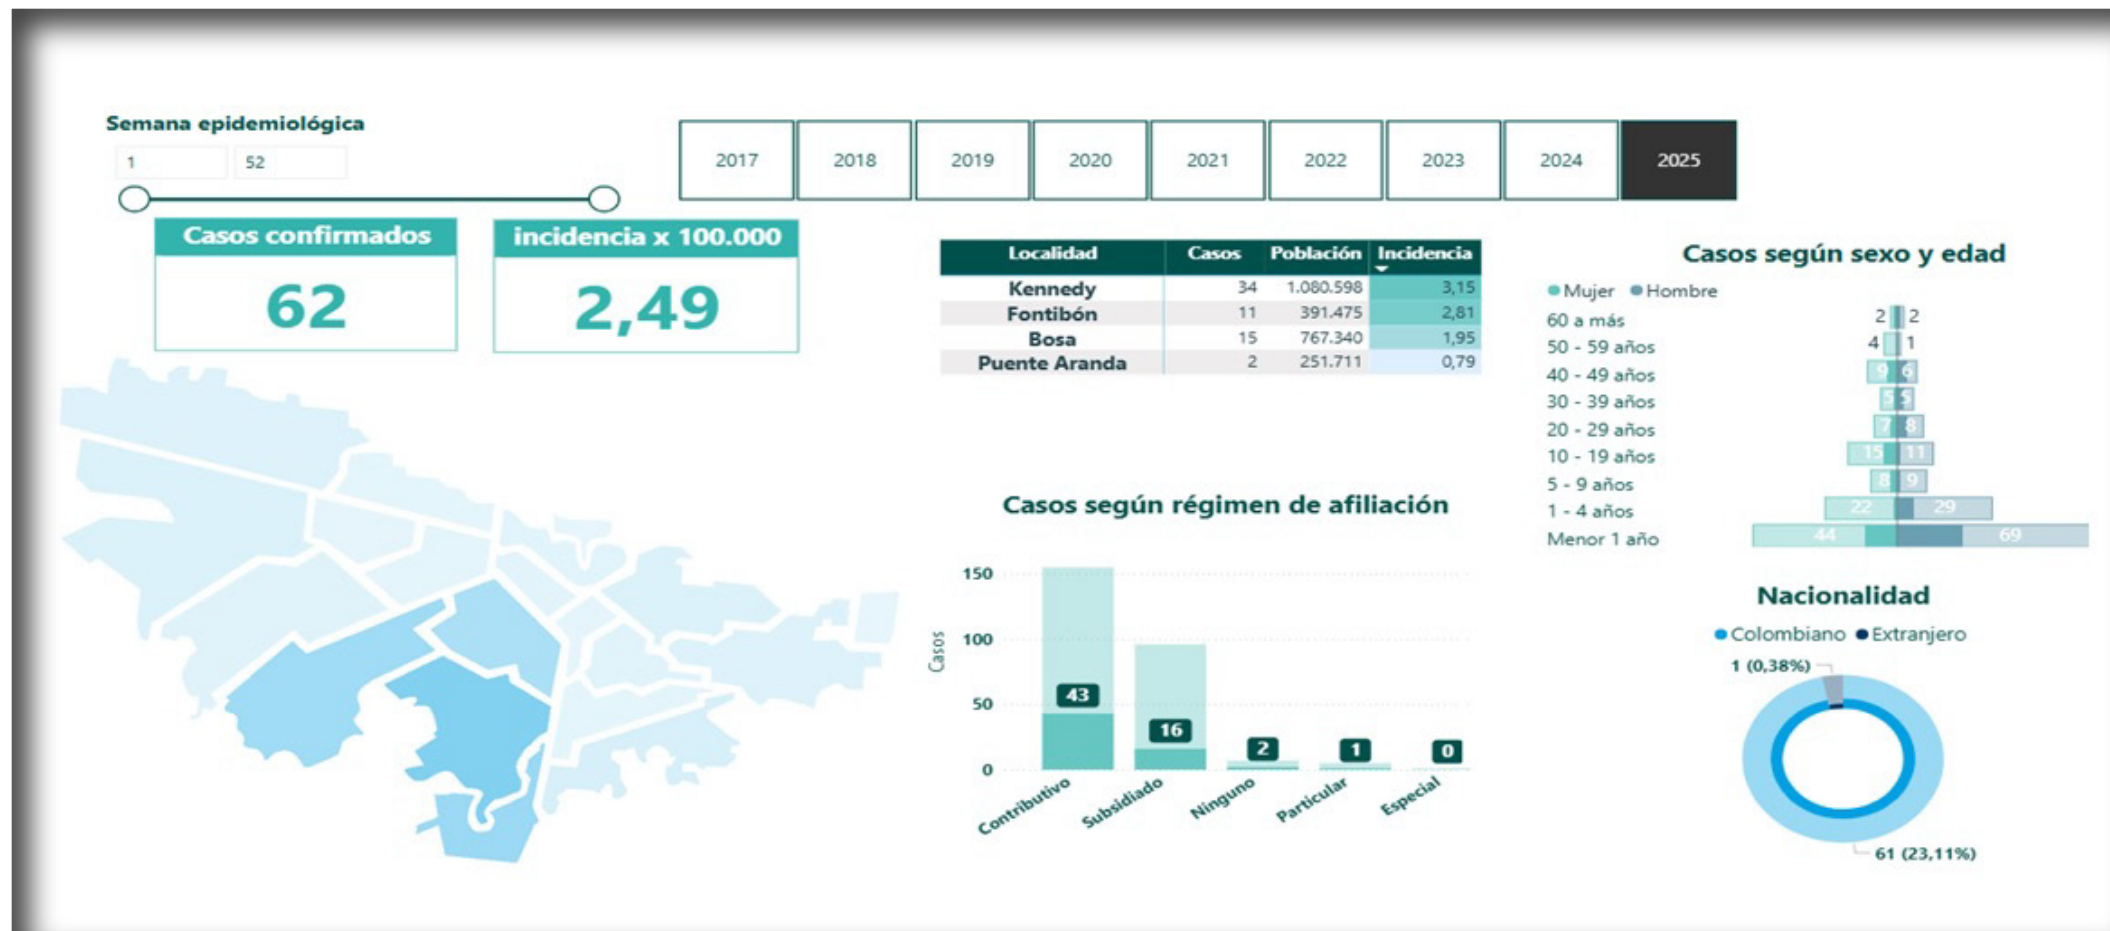 Semana epidemiológica
1 52
2017 2018 2019 2020 2021 2022 2023 2024 2025
Casos confirmados
62
incidencia x 100.000
2,49
Localidad Casos Población Incidencia
Kennedy 34 1.080.598 3,15
Fontibón 11 391.475 2,81
Bosa 15 767.340 1,95
Puente Aranda 2 251.711 0,79
Casos según sexo y edad
Mujer Hombre
60 a más 2 2
50 - 59 años 4 1
40 - 49 años 9 6
30 - 39 años 5 5
20 - 29 años 7 8
10 - 19 años 15 11
5 - 9 años 8 9
1 - 4 años 22 29
Menor 1 año 44 69
Casos según régimen de afiliación
Casos
150
100
50
0
43 16 2 1 0
Contributivo Subsidiado Ninguno Particular Especial
Nacionalidad
Colombiano Extranjero
1 (0,38%)
61 (23,11%)